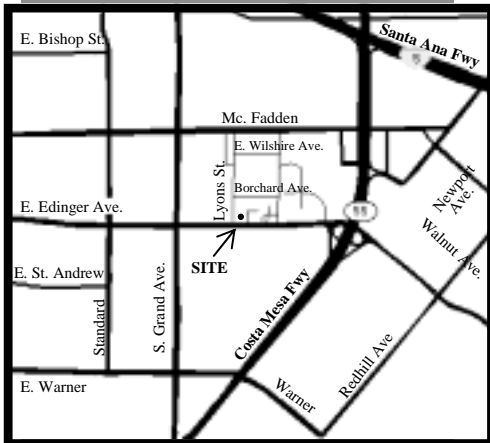 E. Bishop St.
Santa Ana Fwy
5
Mc. Fadden
E. Wilshire Ave.
Lyons St.
Borchard Ave.
Newport
Ave.
E. Edinger Ave.
55
Walnut Ave.
SITE
E. St. Andrew
Standard
S. Grand Ave.
Costa Mesa Fwy
Redhill Ave
E. Warner
Warner